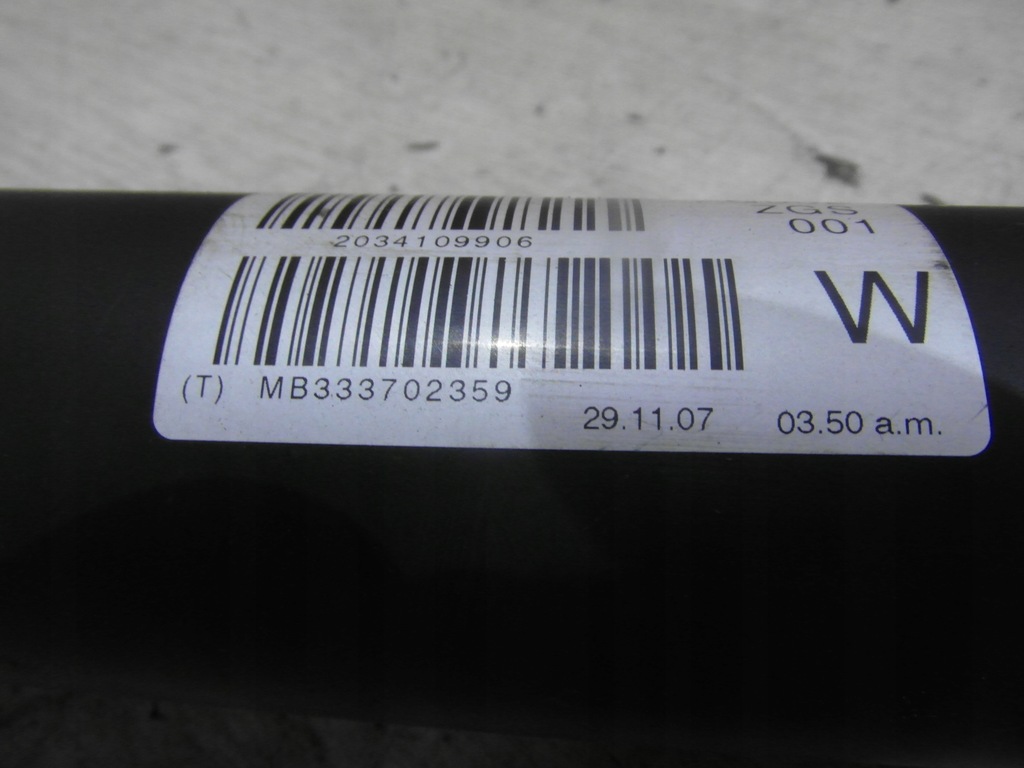 ZGS
001
2034109906
W
(T) MB333702359
29.11.07 03.50 a.m.